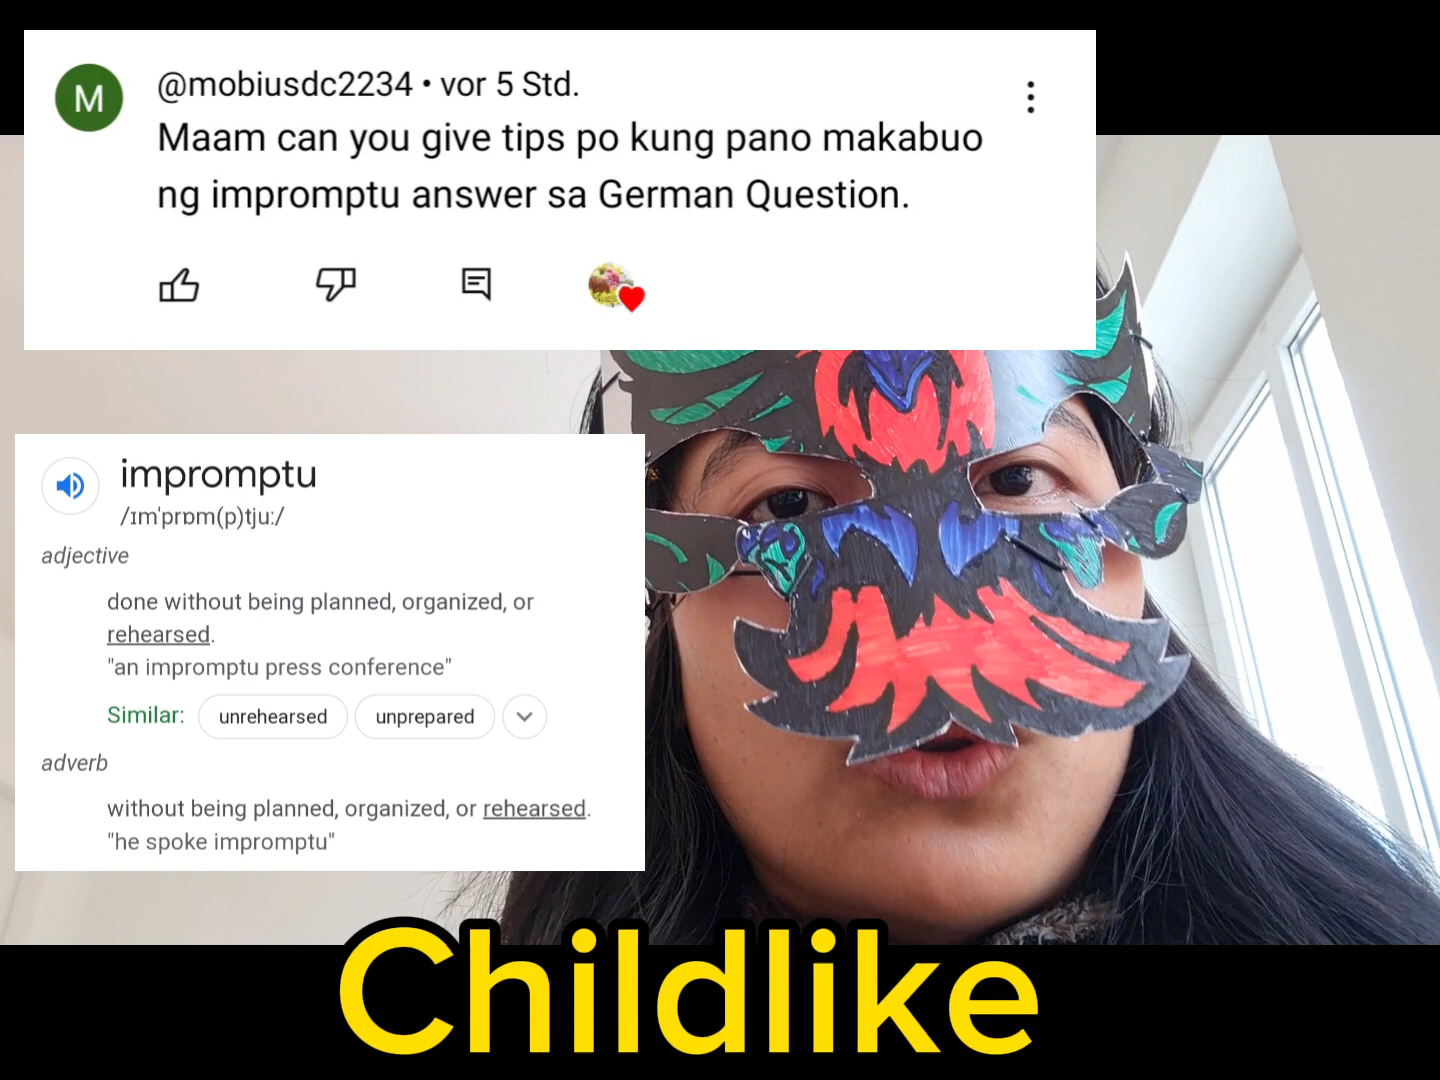 M
@mobiusdc2234 • vor 5 Std.
Maam can you give tips po kung pano makabuo
ng impromptu answer sa German Question.
impromptu
/ɪmˈprɒm(p)tjuː/
adjective
done without being planned, organized, or
rehearsed.
"an impromptu press conference"
Similar: unrehearsed unprepared
adverb
without being planned, organized, or rehearsed.
"he spoke impromptu"
Childlike